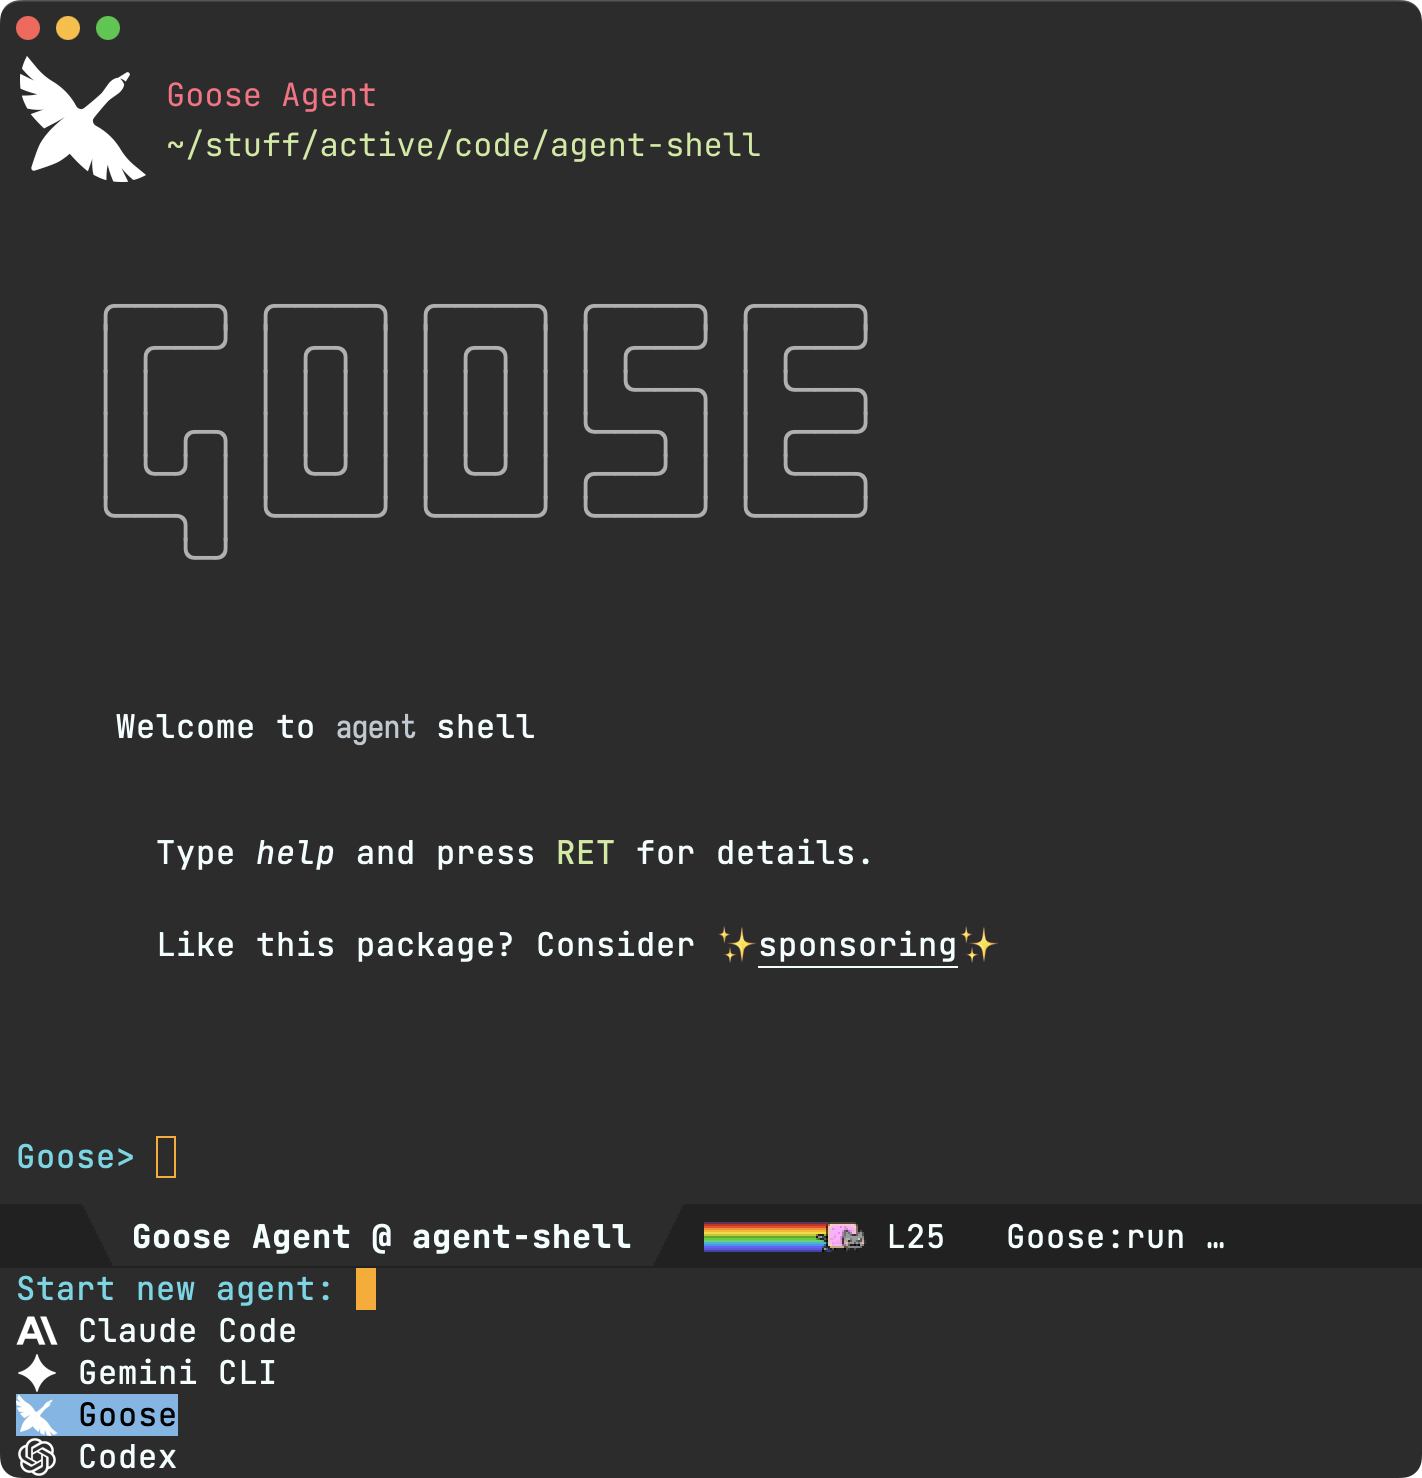 Goose Agent
~/stuff/active/code/agent-shell
GOOSE
Welcome to agent shell
Type help and press RET for details.
Like this package? Consider ✨sponsoring✨
Goose>
Goose Agent @ agent-shell L25 Goose:run …
Start new agent:
Claude Code
Gemini CLI
Goose
Codex